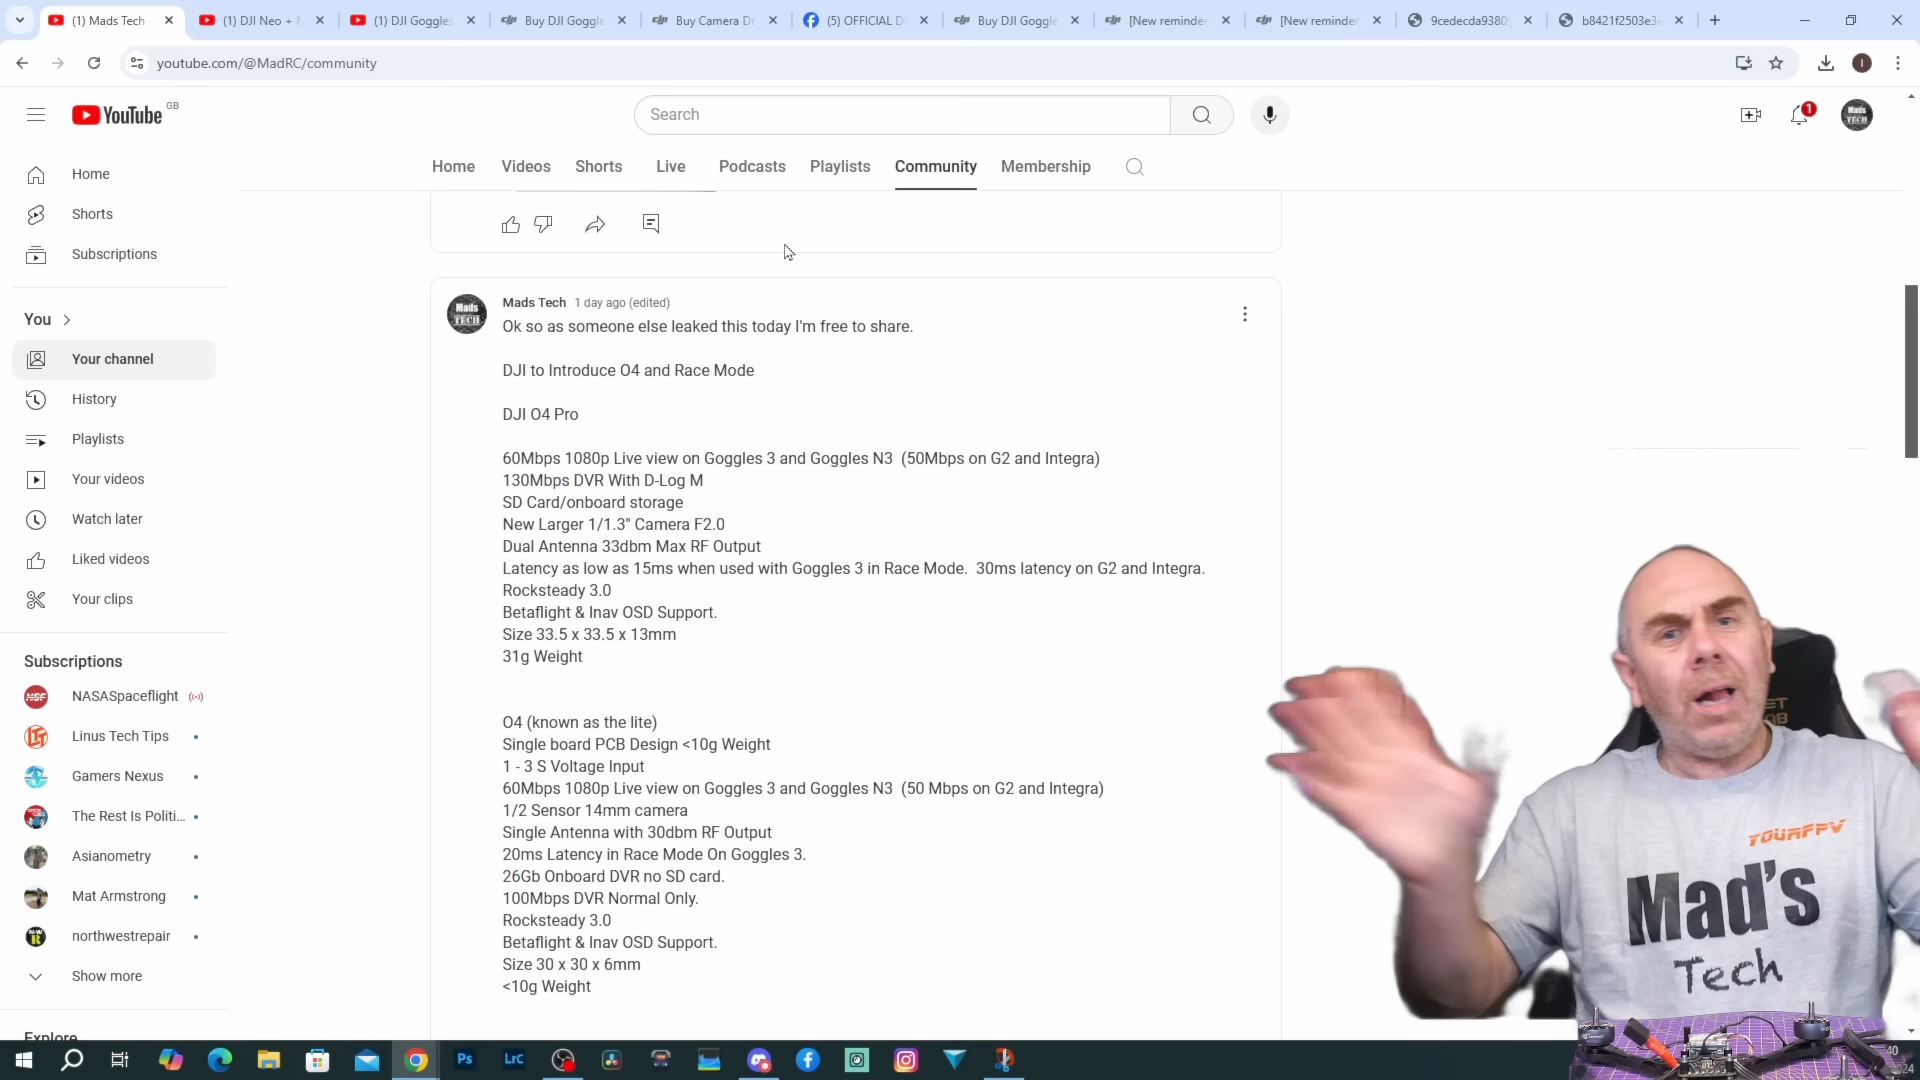 (1) Mads Tech -
(1) DJI Neo + M
(1) DJI Goggles
Buy DJI Goggle
Buy Camera Dr
(5) OFFICIAL D
Buy DJI Goggle
[New reminder
[New reminder
9cedecda9380
b8421f2503e3e
youtube.com/@MadRC/community
YouTube GB
Search
1
Mads TECH
Home Videos Shorts Live Podcasts Playlists Community Membership
Home
Shorts
Subscriptions
You
Your channel
History
Playlists
Your videos
Watch later
Liked videos
Your clips
Subscriptions
NASASpaceflight
Linus Tech Tips
Gamers Nexus
The Rest Is Politi...
Asianometry
Mat Armstrong
northwestrepair
Show more
Explore
Mads TECH
Mads Tech 1 day ago (edited)
Ok so as someone else leaked this today I'm free to share.
DJI to Introduce O4 and Race Mode
DJI O4 Pro
60Mbps 1080p Live view on Goggles 3 and Goggles N3 (50Mbps on G2 and Integra)
130Mbps DVR With D-Log M
SD Card/onboard storage
New Larger 1/1.3" Camera F2.0
Dual Antenna 33dbm Max RF Output
Latency as low as 15ms when used with Goggles 3 in Race Mode. 30ms latency on G2 and Integra.
Rocksteady 3.0
Betaflight & Inav OSD Support.
Size 33.5 x 33.5 x 13mm
31g Weight
O4 (known as the lite)
Single board PCB Design <10g Weight
1 - 3 S Voltage Input
60Mbps 1080p Live view on Goggles 3 and Goggles N3 (50 Mbps on G2 and Integra)
1/2 Sensor 14mm camera
Single Antenna with 30dbm RF Output
20ms Latency in Race Mode On Goggles 3.
26Gb Onboard DVR no SD card.
100Mbps DVR Normal Only.
Rocksteady 3.0
Betaflight & Inav OSD Support.
Size 30 x 30 x 6mm
<10g Weight
YOURFPV
Mad's
Tech
Ps
LrC